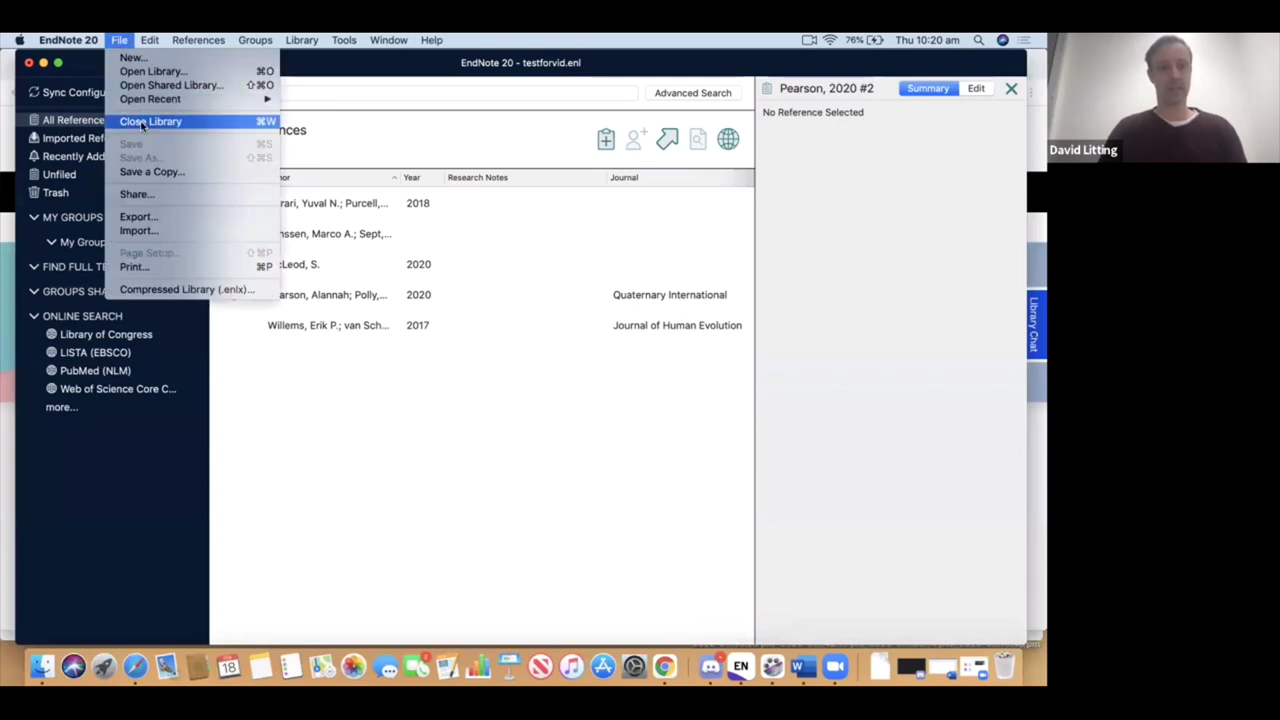 EndNote 20 File Edit References Groups Library Tools Window Help 76% Thu 10:20 am
New...
Open Library... ⌘O
Open Shared Library... ⇧⌘O
Open Recent
Close Library ⌘W
Save ⌘S
Save As... ⇧⌘S
Save a Copy...
Share...
Export...
Import...
Page Setup... ⇧⌘P
Print... ⌘P
Compressed Library (.enlx)...
EndNote 20 - testforvid.enl
Sync Configu
All Reference
Imported Ref
Recently Add
Unfiled
Trash
MY GROUPS
My Group
FIND FULL TE
GROUPS SHA
ONLINE SEARCH
Library of Congress
LISTA (EBSCO)
PubMed (NLM)
Web of Science Core C...
more...
Advanced Search
nces
or Year Research Notes Journal
rari, Yuval N.; Purcell,... 2018
nssen, Marco A.; Sept,...
cLeod, S. 2020
arson, Alannah; Polly,... 2020 Quaternary International
Willems, Erik P.; van Sch... 2017 Journal of Human Evolution
Pearson, 2020 #2 Summary Edit
No Reference Selected
Library Chat
David Litting
18
EN